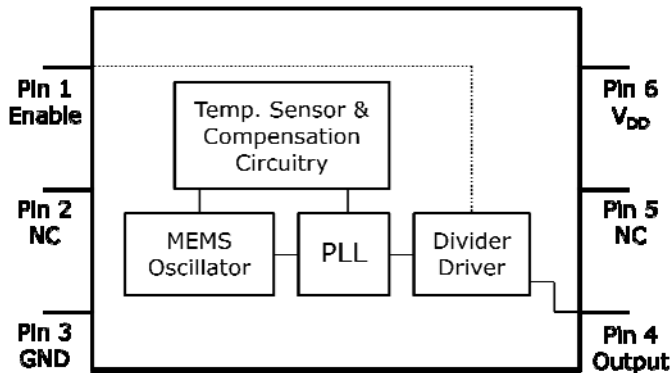 Pin 1
Enable
Pin 2
NC
Pin 3
GND
Temp. Sensor &
Compensation
Circuitry
MEMS
Oscillator
PLL
Divider
Driver
Pin 6
VDD
Pin 5
NC
Pin 4
Output